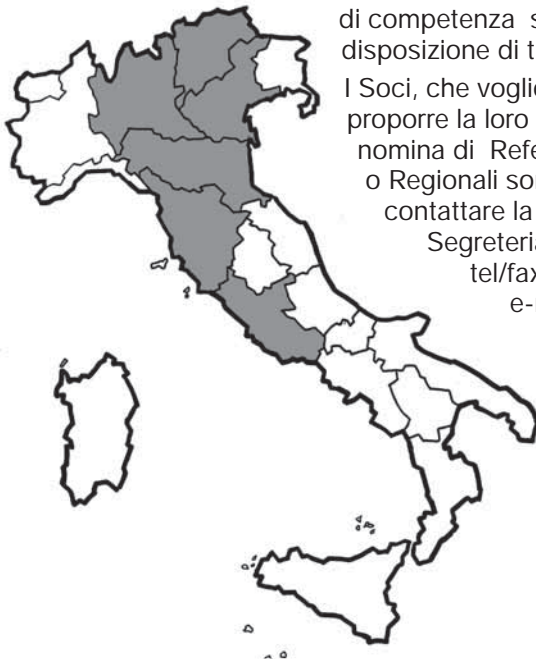 di competenza s
disposizione di t
I Soci, che voglio
proporre la loro
nomina di Refe
o Regionali sor
contattare la
Segreteria
tel/fax
e-